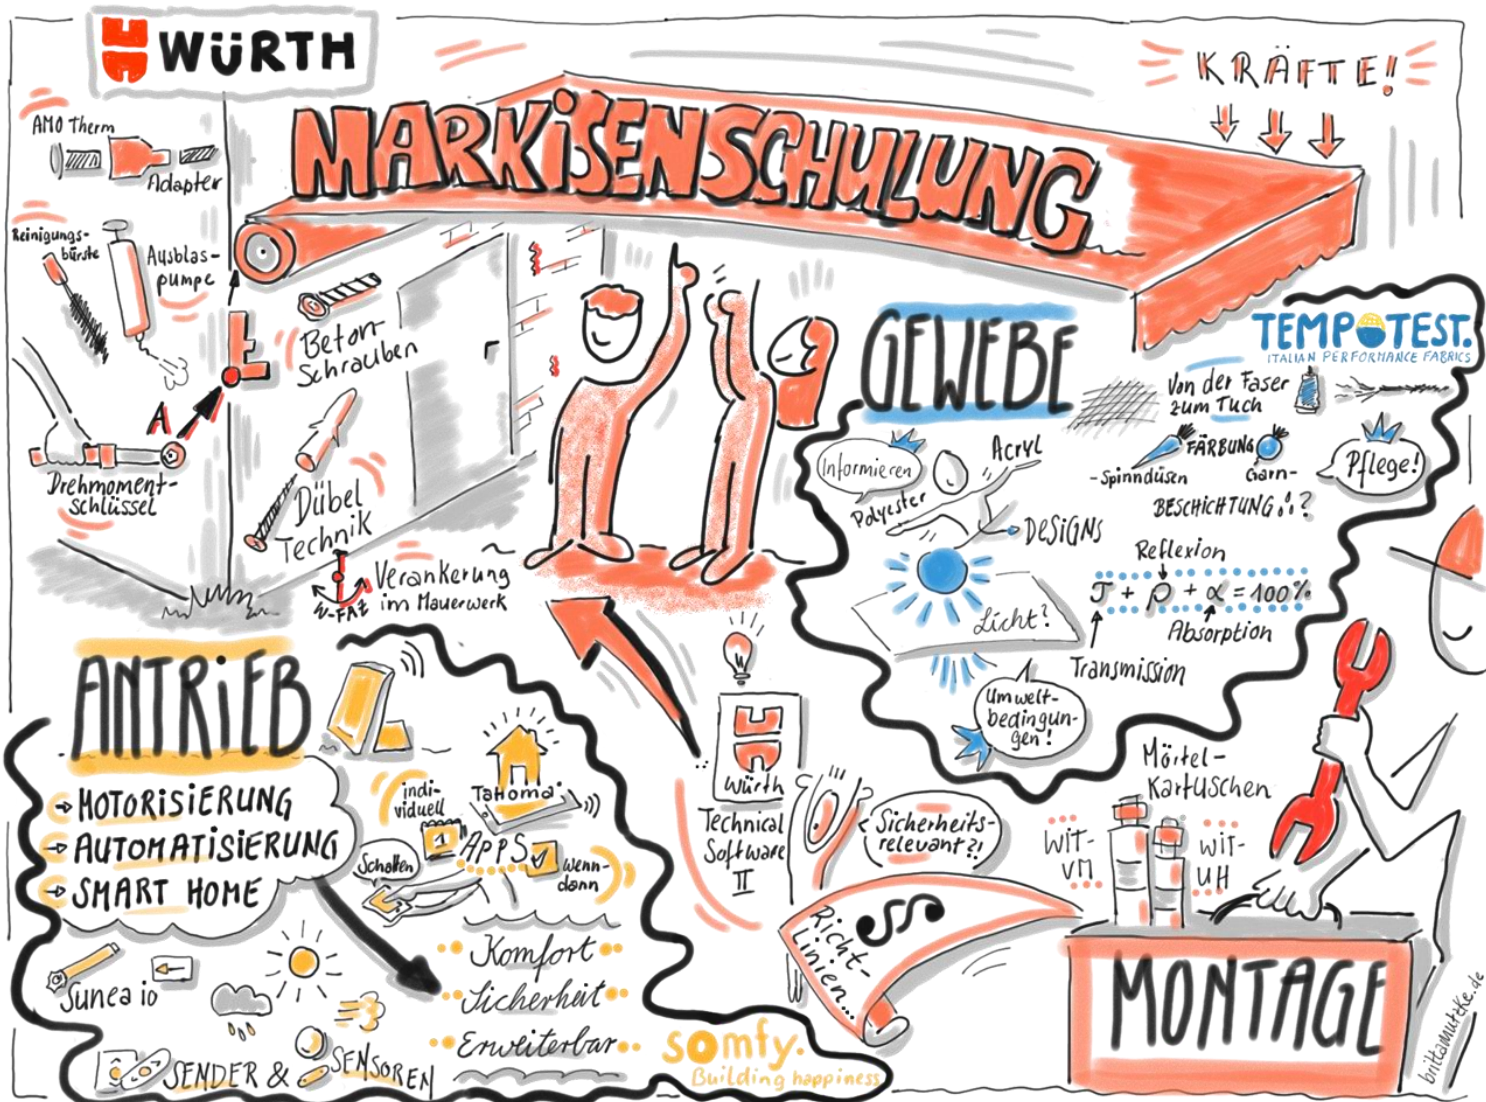 WÜRTH
MARKiSENSCHULUNG
KRÄFTE!
AMO Therm
Adapter
Reinigungs-
bürste
Ausblas-
pumpe
Beton-
Schrauben
A
Drehmoment-
Schlüssel
Dübel
Technik
W-FAZ
Verankerung
im Mauerwerk
GEWEBE
TEMPOTEST.
ITALIAN PERFORMANCE FABRICS
Von der Faser
zum Tuch
Informieren
Acryl
Polyester
DESIGNS
FÄRBUNG
-Spinndüsen
Garn-
BESCHICHTUNG?
Pflege!
Reflexion
τ + ρ + α = 100%
Absorption
Transmission
Licht?
Umwelt-
bedingun-
gen!
ANTRiEB
MOTORiSiERUNG
AUTOMATiSiERUNG
SMART HOME
indi-
viduell
TaHoma
1
APPS
Schalten
wenn-
dann
Sunea io
SENDER & SENSOREN
Komfort
Sicherheit
Erweiterbar
somfy.
Building happiness
Würth
Technical
Software
II
Sicherheits-
relevant?!
Richt-
Linien...
§§
Mörtel-
Kartuschen
WiT-
VM
WiT-
UH
MONTAGE
brittamutzke.de